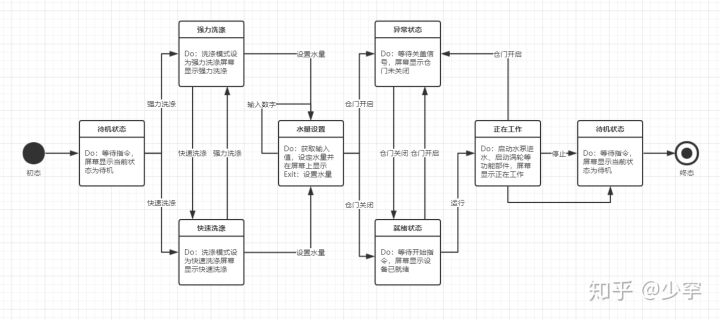 强力洗涤
Do：洗涤模式设
为强力洗涤屏幕
显示强力洗涤
异常状态
Do：等待关盖信
号，屏幕显示仓
门未关闭
设置水量
仓门开启
强力洗涤
输入数字
仓门开启
待机状态
Do：等待指令，
屏幕显示当前状
态为待机
初态
快速洗涤
强力洗涤
水量设置
Do：获取输入
值，设定水量并
在屏幕上显示
Exit：设置水量
仓门关闭
仓门开启
正在工作
Do：启动水泵进
水、启动涡轮等
功能部件，屏幕
显示正在工作
停止
待机状态
Do：等待指令，
屏幕显示当前状
态为待机
终态
快速洗涤
仓门关闭
运行
快速洗涤
Do：洗涤模式设
为快速洗涤屏幕
显示快速洗涤
设置水量
就绪状态
Do：等待开始指
令，屏幕显示设
备已就绪
知乎 @少罕